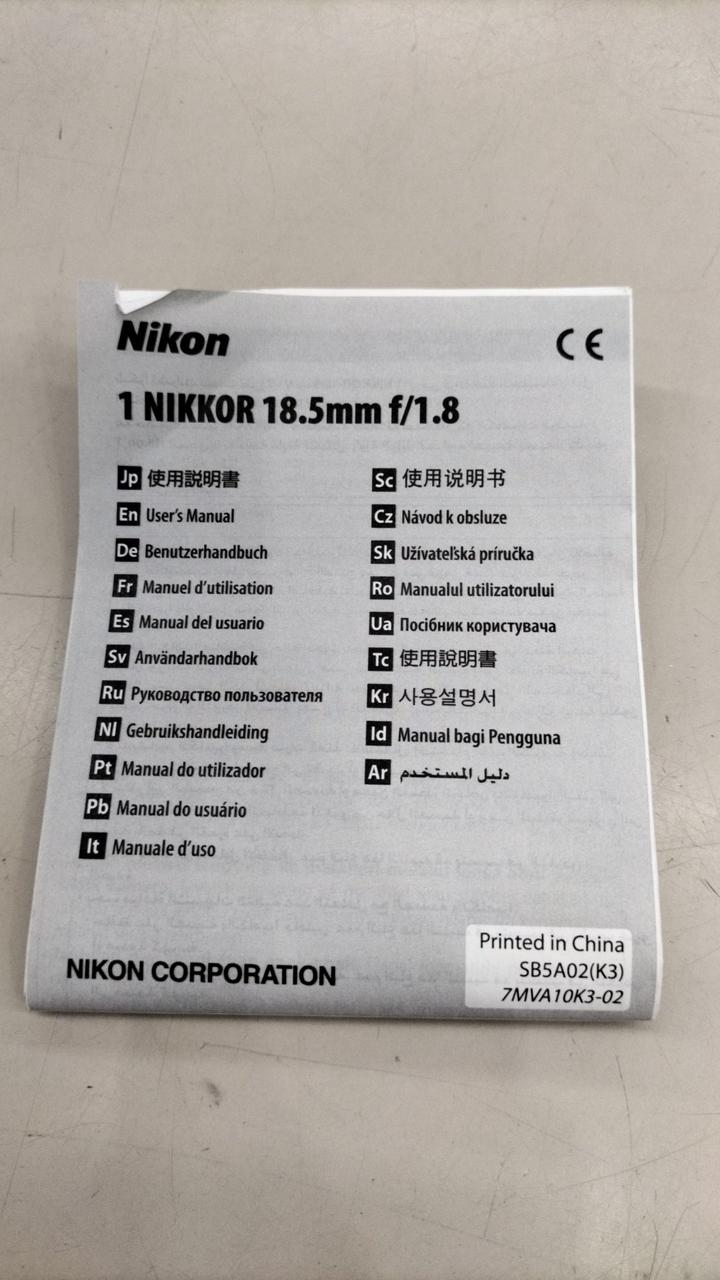 Nikon
CE
1 NIKKOR 18.5mm f/1.8
Jp 使用説明書
En User's Manual
De Benutzerhandbuch
Fr Manuel d'utilisation
Es Manual del usuario
Sv Användarhandbok
Ru Руководство пользователя
Nl Gebruikshandleiding
Pt Manual do utilizador
Pb Manual do usuário
It Manuale d'uso
Sc 使用说明书
Cz Návod k obsluze
Sk Užívateľská príručka
Ro Manualul utilizatorului
Ua Посібник користувача
Tc 使用說明書
Kr 사용설명서
Id Manual bagi Pengguna
Ar دليل المستخدم
NIKON CORPORATION
Printed in China
SB5A02(K3)
7MVA10K3-02